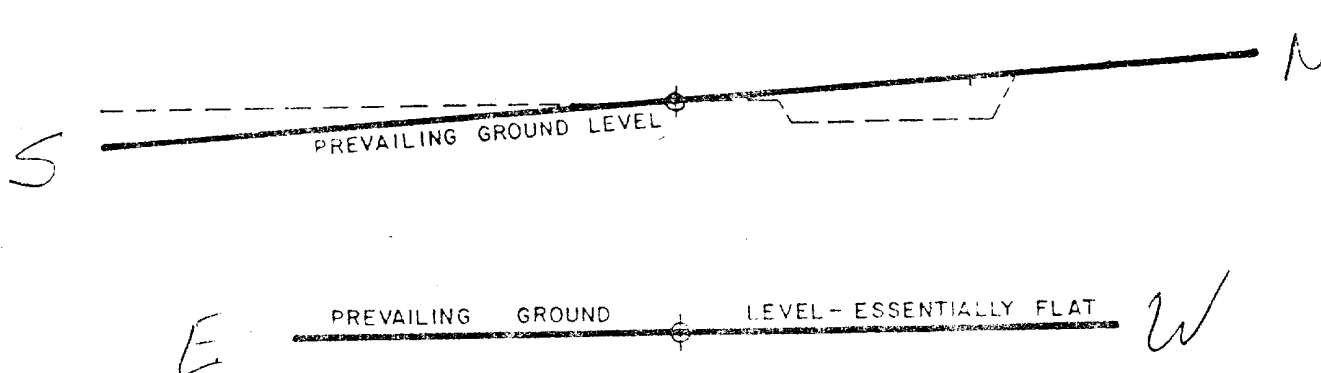 N
PREVAILING GROUND LEVEL
S
PREVAILING GROUND LEVEL-ESSENTIALLY FLAT
E
W